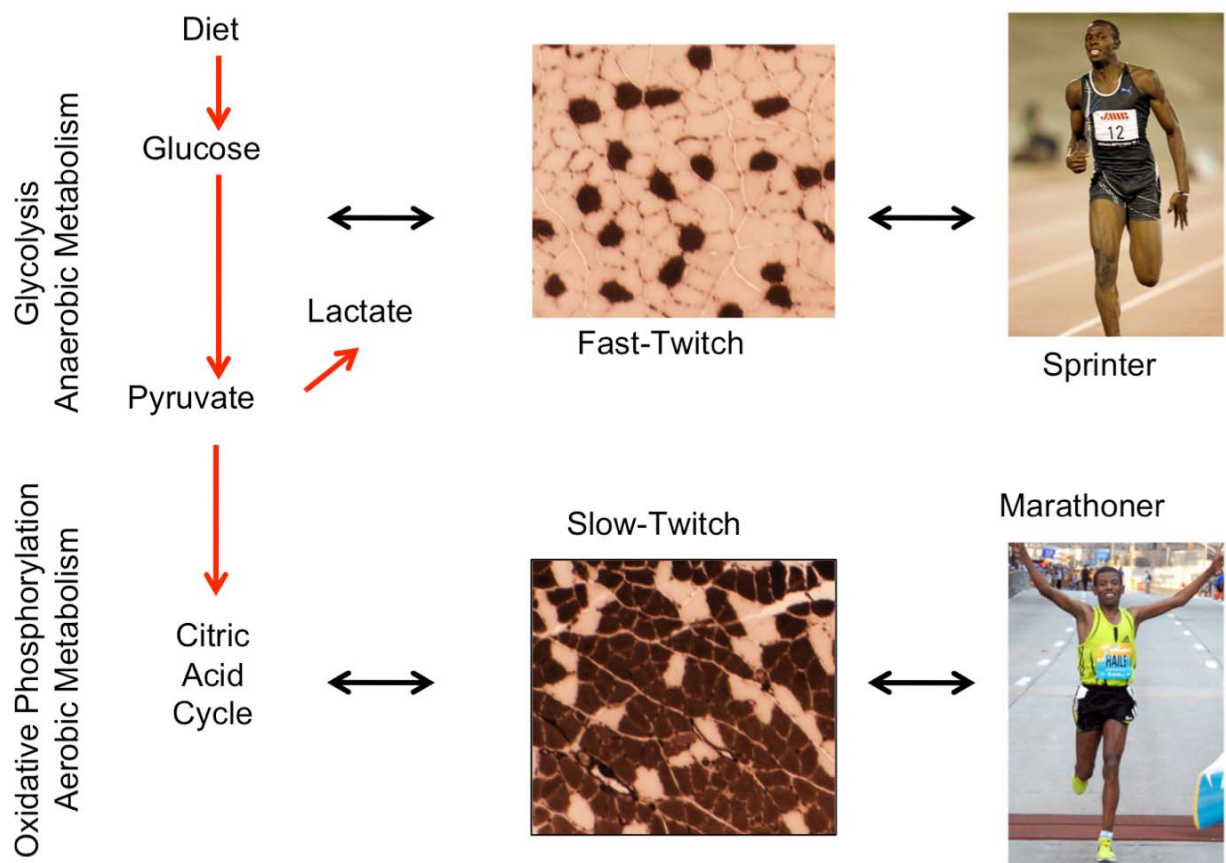 Diet
Glucose
Glycolysis
Anaerobic Metabolism
Lactate
Pyruvate
Fast-Twitch
12
Sprinter
Oxidative Phosphorylation
Aerobic Metabolism
Citric
Acid
Cycle
Slow-Twitch
Marathoner
HAILE